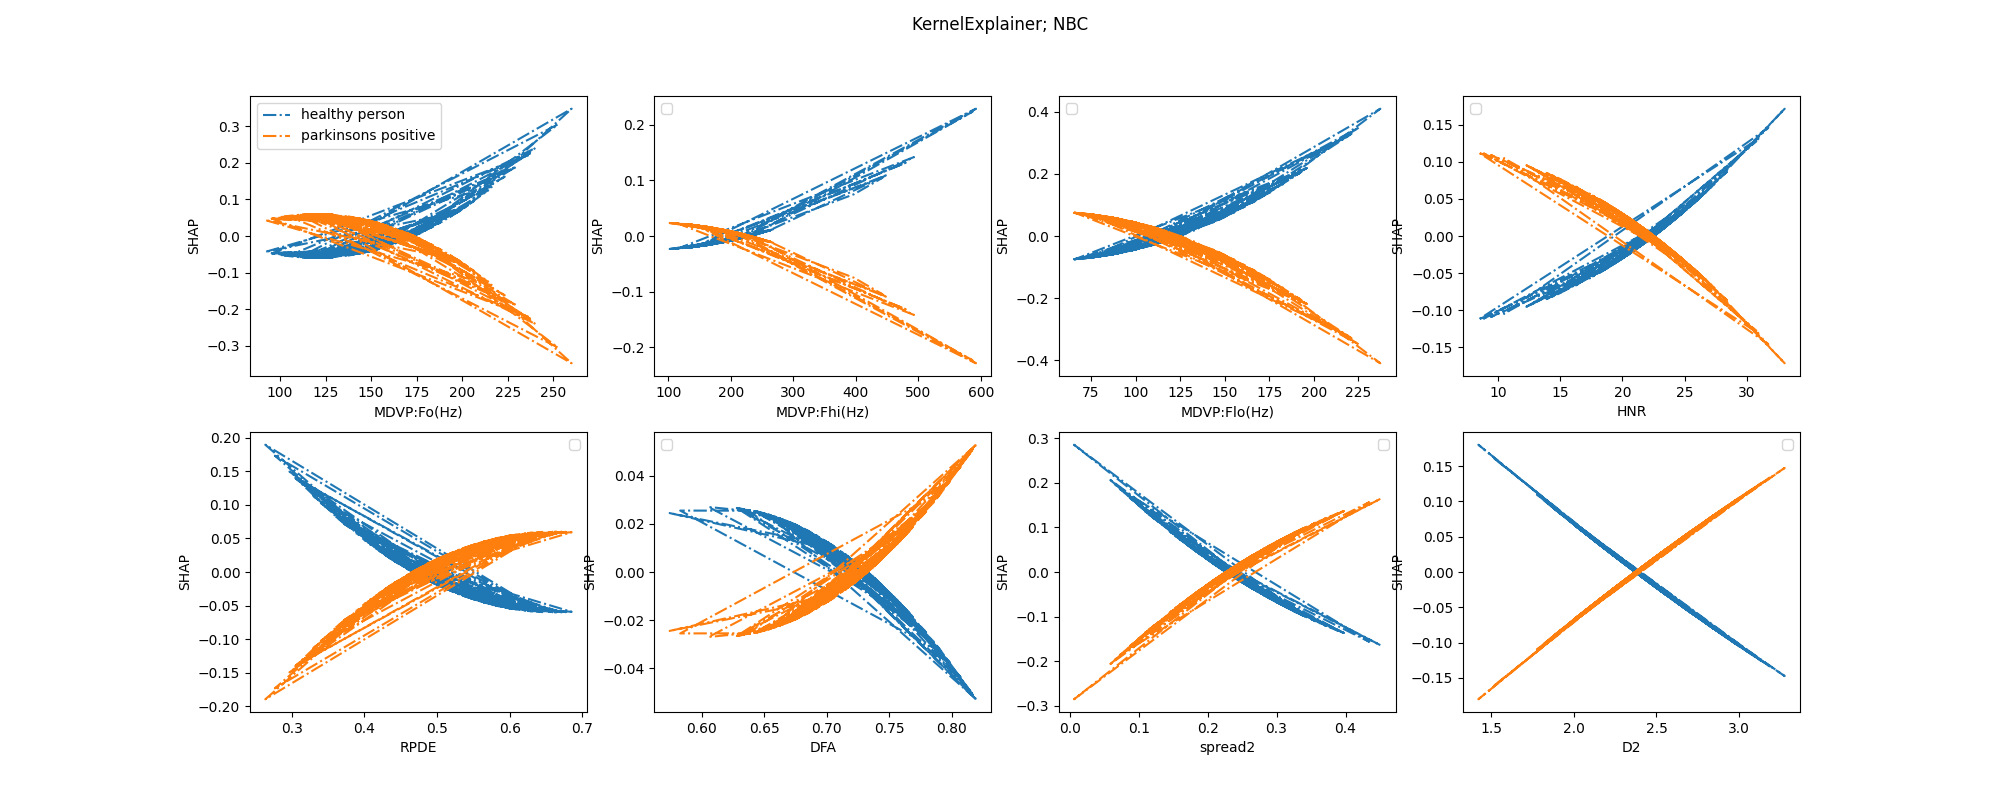 KernelExplainer; NBC
healthy person
parkinsons positive
SHAP
0.3
0.2
0.1
0.0
−0.1
−0.2
−0.3
100 125 150 175 200 225 250
MDVP:Fo(Hz)
SHAP
0.2
0.1
0.0
−0.1
−0.2
100 200 300 400 500 600
MDVP:Fhi(Hz)
SHAP
0.4
0.2
0.0
−0.2
−0.4
75 100 125 150 175 200 225
MDVP:Flo(Hz)
SHAP
0.15
0.10
0.05
0.00
−0.05
−0.10
−0.15
10 15 20 25 30
HNR
SHAP
0.20
0.15
0.10
0.05
0.00
−0.05
−0.10
−0.15
−0.20
0.3 0.4 0.5 0.6 0.7
RPDE
SHAP
0.04
0.02
0.00
−0.02
−0.04
0.60 0.65 0.70 0.75 0.80
DFA
SHAP
0.3
0.2
0.1
0.0
−0.1
−0.2
−0.3
0.0 0.1 0.2 0.3 0.4
spread2
SHAP
0.15
0.10
0.05
0.00
−0.05
−0.10
−0.15
1.5 2.0 2.5 3.0
D2